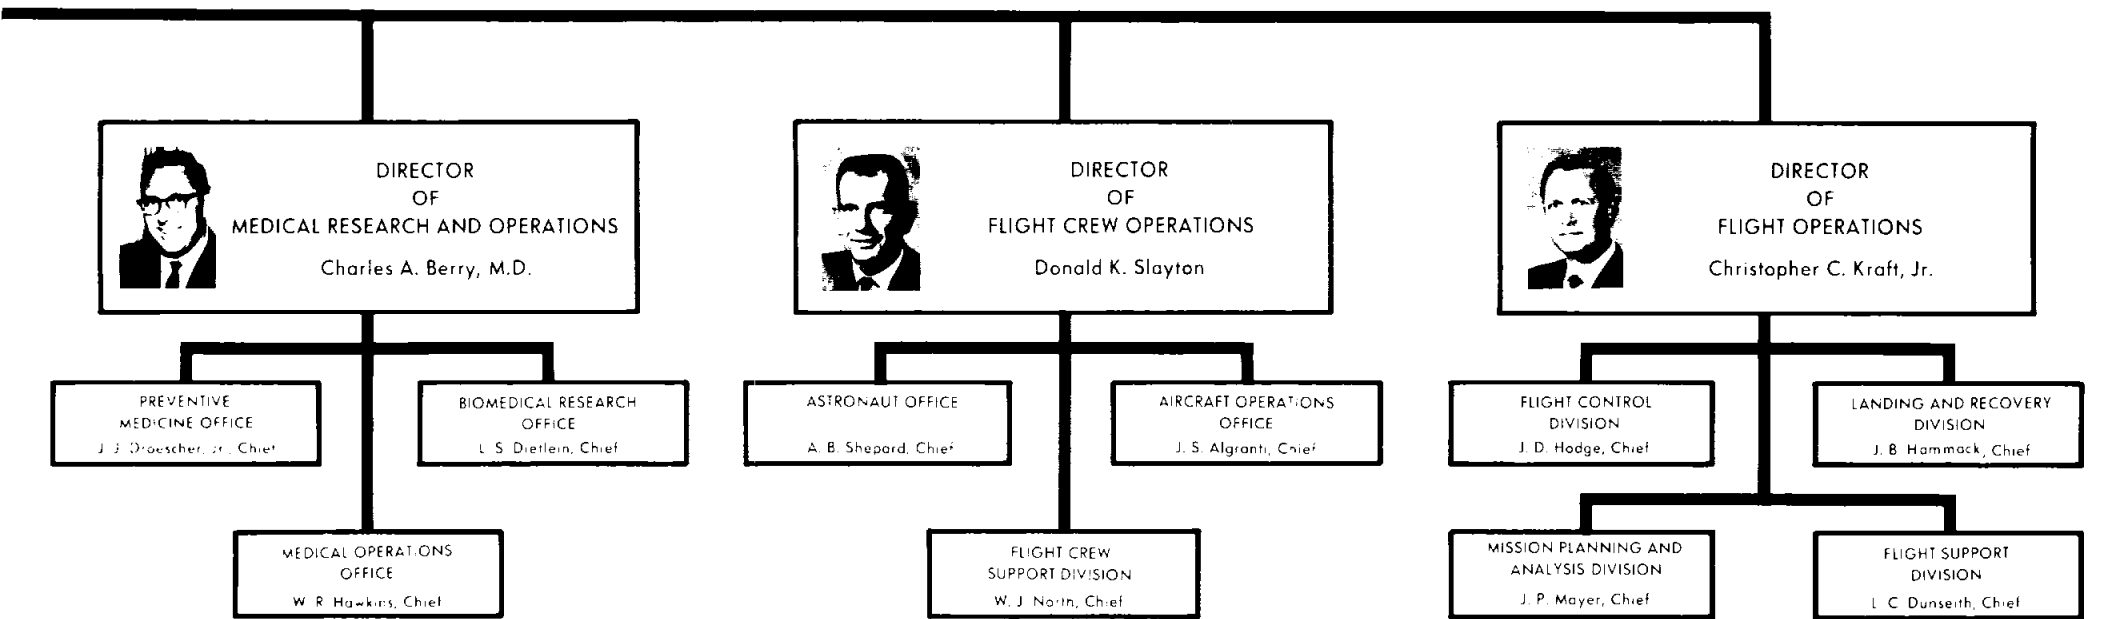 DIRECTOR
OF
MEDICAL RESEARCH AND OPERATIONS
Charles A. Berry, M.D.
DIRECTOR
OF
FLIGHT CREW OPERATIONS
Donald K. Slayton
DIRECTOR
OF
FLIGHT OPERATIONS
Christopher C. Kraft, Jr.
PREVENTIVE
MEDICINE OFFICE
Droescher, Jr., Chief
BIOMEDICAL RESEARCH
OFFICE
L. S. Dietlein, Chief
ASTRONAUT OFFICE
A. B. Shepard, Chief
AIRCRAFT OPERATIONS
OFFICE
J. S. Algranti, Chief
FLIGHT CONTROL
DIVISION
J. D. Hodge, Chief
LANDING AND RECOVERY
DIVISION
J. B. Hammack, Chief
MEDICAL OPERATIONS
OFFICE
W. R. Hawkins, Chief
FLIGHT CREW
SUPPORT DIVISION
W. J. North, Chief
MISSION PLANNING AND
ANALYSIS DIVISION
J. P. Mayer, Chief
FLIGHT SUPPORT
DIVISION
L. C. Dunseith, Chief